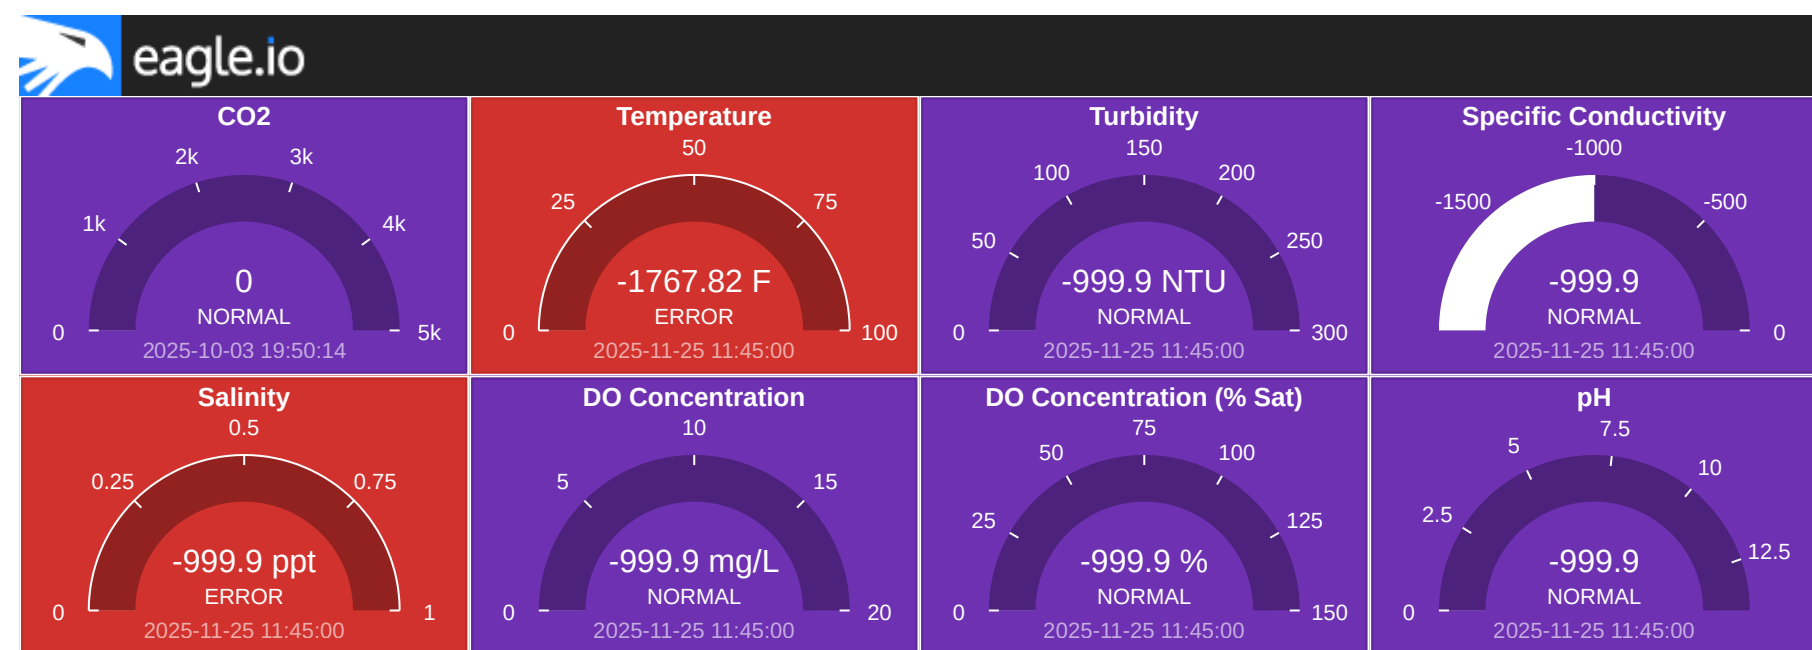 eagle.io
CO2
2k
3k
1k
4k
0
NORMAL
0
5k
2025-10-03 19:50:14
Temperature
50
25
75
-1767.82 F
ERROR
0
100
2025-11-25 11:45:00
Turbidity
150
100
200
50
250
-999.9 NTU
NORMAL
0
300
2025-11-25 11:45:00
Specific Conductivity
-1000
-1500
-500
-999.9
NORMAL
0
2025-11-25 11:45:00
Salinity
0.5
0.25
0.75
-999.9 ppt
ERROR
0
1
2025-11-25 11:45:00
DO Concentration
10
5
15
-999.9 mg/L
NORMAL
0
20
2025-11-25 11:45:00
DO Concentration (% Sat)
75
50
100
25
125
-999.9 %
NORMAL
0
150
2025-11-25 11:45:00
pH
7.5
5
10
2.5
12.5
-999.9
NORMAL
0
2025-11-25 11:45:00